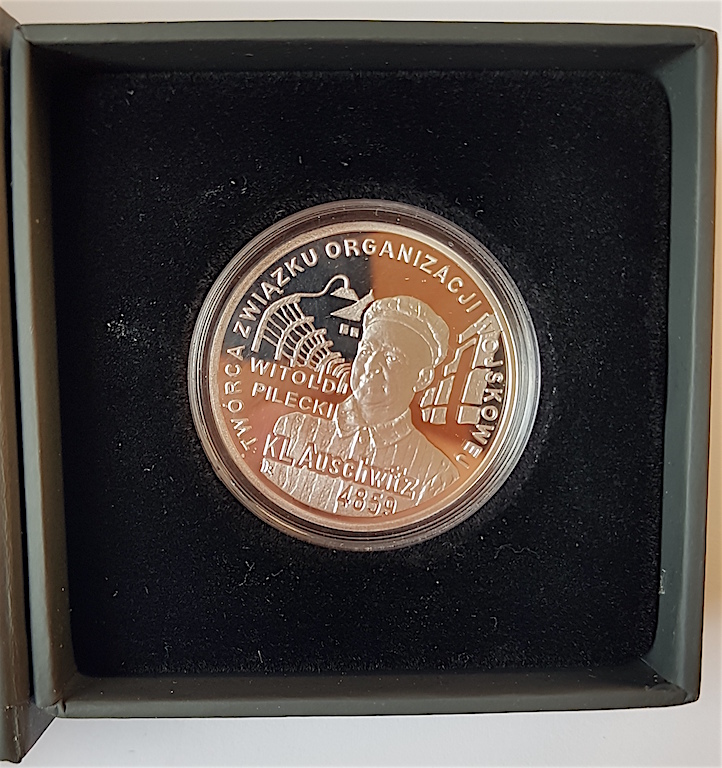 TWÓRCA ZWIĄZKU ORGANIZACJI WOJSKOWEJ
WITOLD
PILECKI
KL Auschwitz
4859